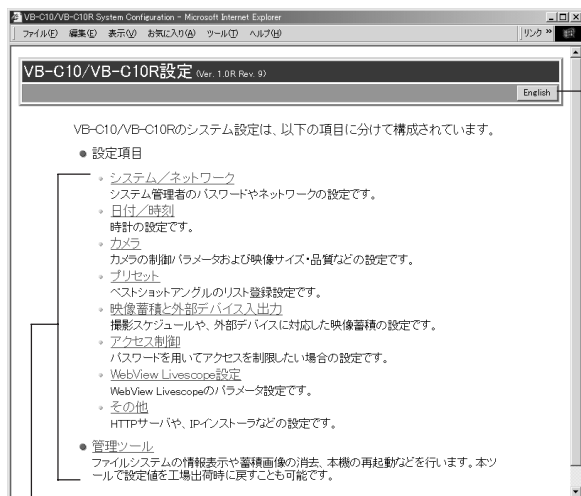 VB-C10/VB-C10R System Configuration - Microsoft Internet Explorer
ファイル(F) 編集(E) 表示(V) お気に入り(A) ツール(T) ヘルプ(H) リンク »
VB-C10/VB-C10R設定 (Ver. 1.0R Rev. 9)
English
VB-C10/VB-C10Rのシステム設定は、以下の項目に分けて構成されています。
● 設定項目
システム／ネットワーク
システム管理者のパスワードやネットワークの設定です。
日付／時刻
時計の設定です。
カメラ
カメラの制御パラメータおよび映像サイズ・品質などの設定です。
プリセット
ベストショットアングルのリスト登録設定です。
映像蓄積と外部デバイス入出力
撮影スケジュールや、外部デバイスに対応した映像蓄積の設定です。
アクセス制御
パスワードを用いてアクセスを制限したい場合の設定です。
WebView Livescope設定
WebView Livescopeのパラメータ設定です。
その他
HTTPサーバや、IPインストーラなどの設定です。
● 管理ツール
ファイルシステムの情報表示や蓄積画像の消去、本機の再起動などを行います。本ツ
ールで設定値を工場出荷時に戻すことも可能です。